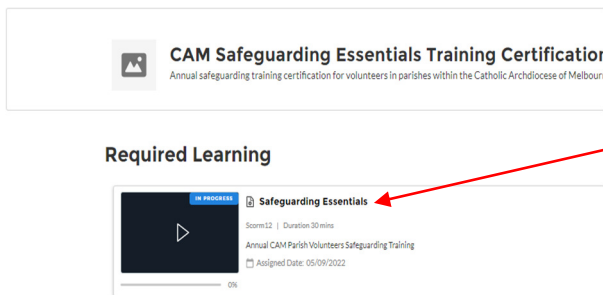 CAM Safeguarding Essentials Training Certification
Annual safeguarding training certification for volunteers in parishes within the Catholic Archdiocese of Melbour
Required Learning
IN PROGRESS
Safeguarding Essentials
Scorm12 | Duration 30 mins
Annual CAM Parish Volunteers Safeguarding Training
Assigned Date: 05/09/2022
0%